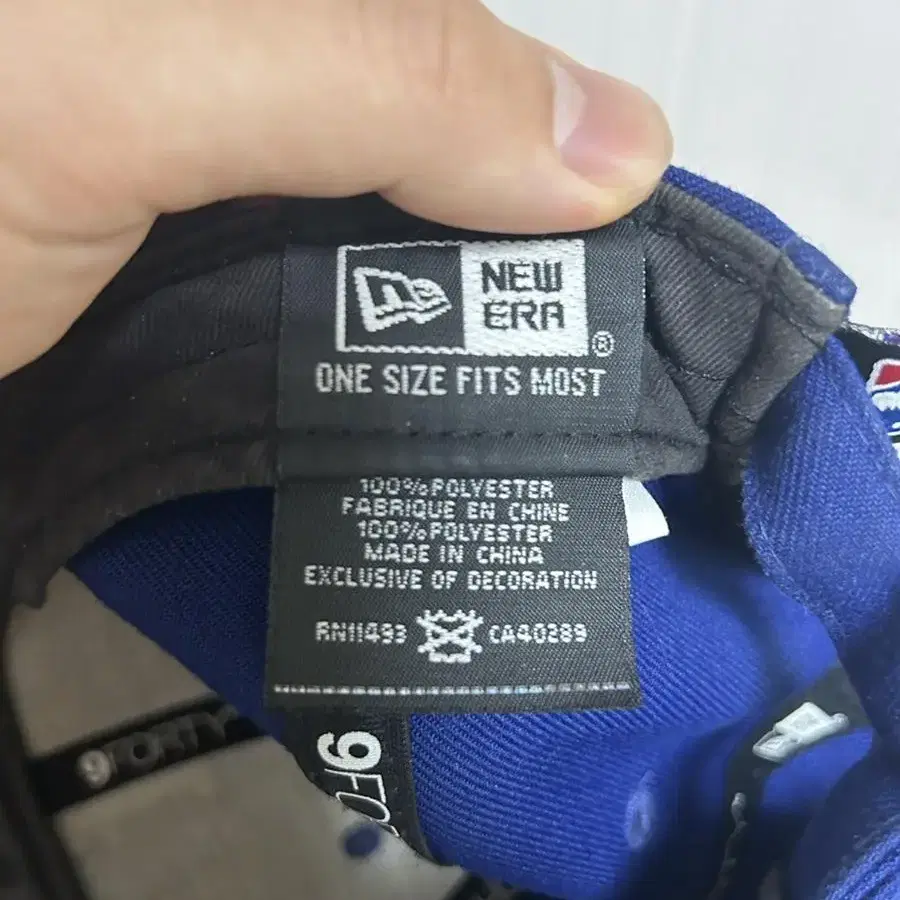 NEW
ERA
®
ONE SIZE FITS MOST
100% POLYESTER
FABRIQUE EN CHINE
100% POLYESTER
MADE IN CHINA
EXCLUSIVE OF DECORATION
RN11493 CA40289
9FORTY
9FO